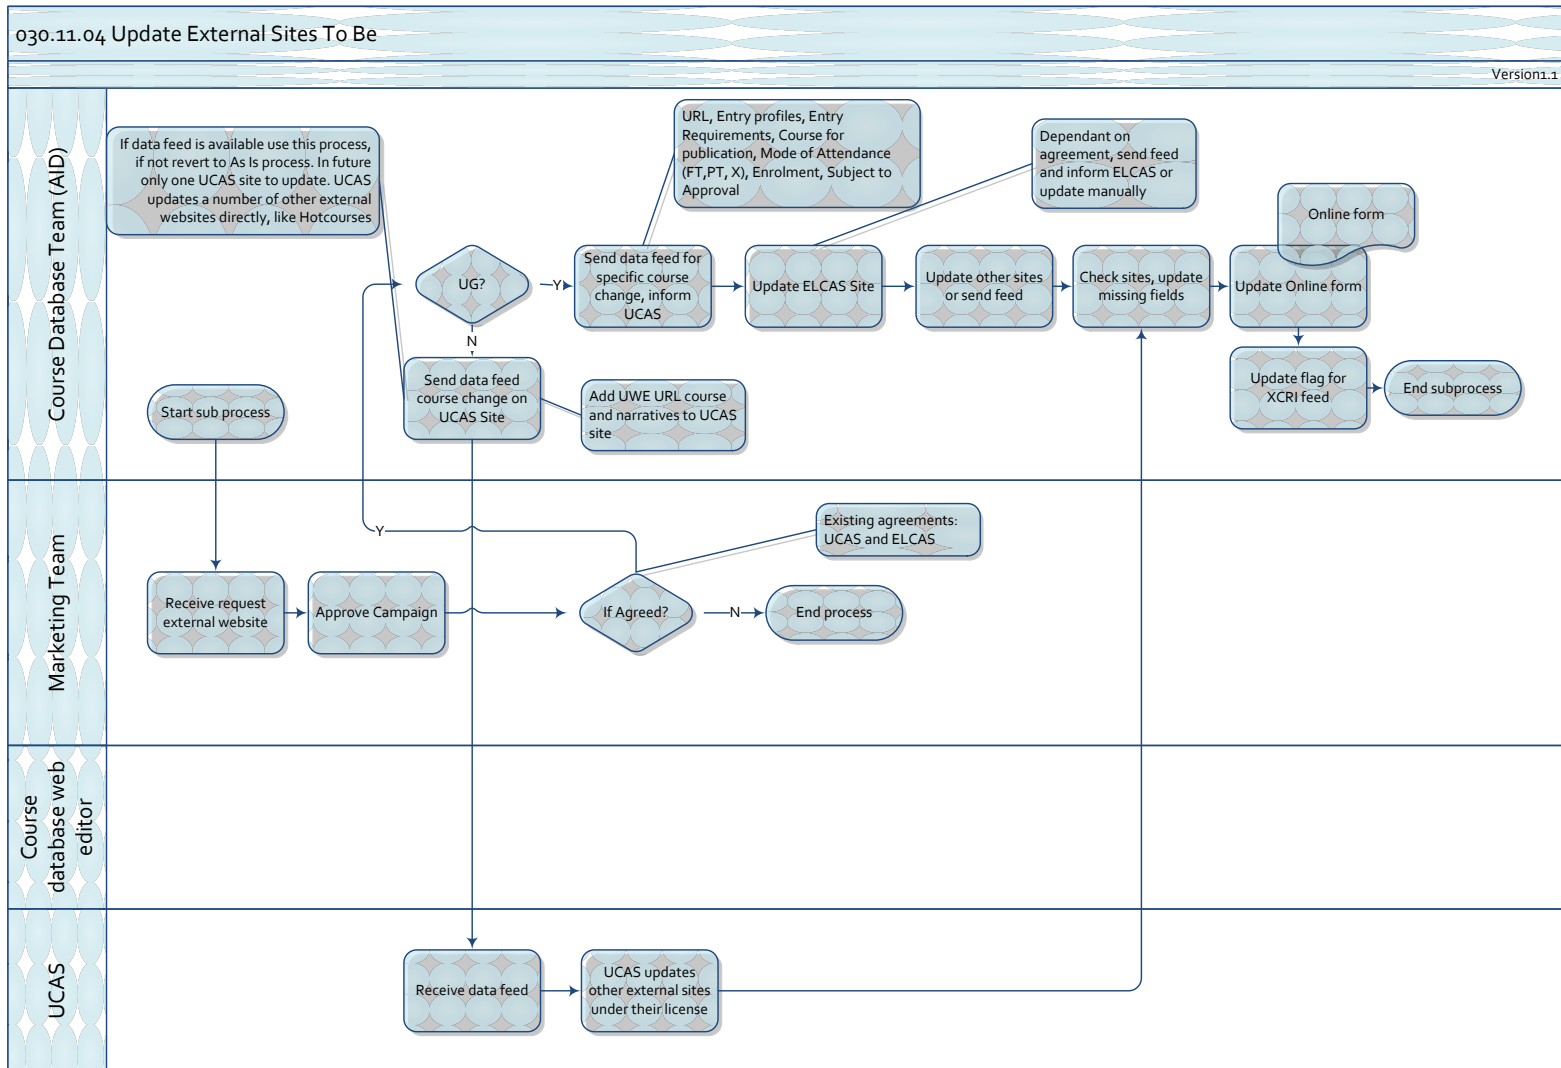 030.11.04 Update External Sites To Be
Version1.1
Course Database Team (AID)
If data feed is available use this process,
if not revert to As Is process. In future
only one UCAS site to update. UCAS
updates a number of other external
websites directly, like Hotcourses
URL, Entry profiles, Entry
Requirements, Course for
publication, Mode of Attendance
(FT,PT, X), Enrolment, Subject to
Approval
Dependant on
agreement, send feed
and inform ELCAS or
update manually
Online form
UG?
Y
Send data feed for
specific course
change, inform
UCAS
Update ELCAS Site
Update other sites
or send feed
Check sites, update
missing fields
Update Online form
N
Start sub process
Send data feed
course change on
UCAS Site
Add UWE URL course
and narratives to UCAS
site
Update flag for
XCRI feed
End subprocess
Marketing Team
Y
Existing agreements:
UCAS and ELCAS
Receive request
external website
Approve Campaign
If Agreed?
N
End process
Course
database web
editor
UCAS
Receive data feed
UCAS updates
other external sites
under their license